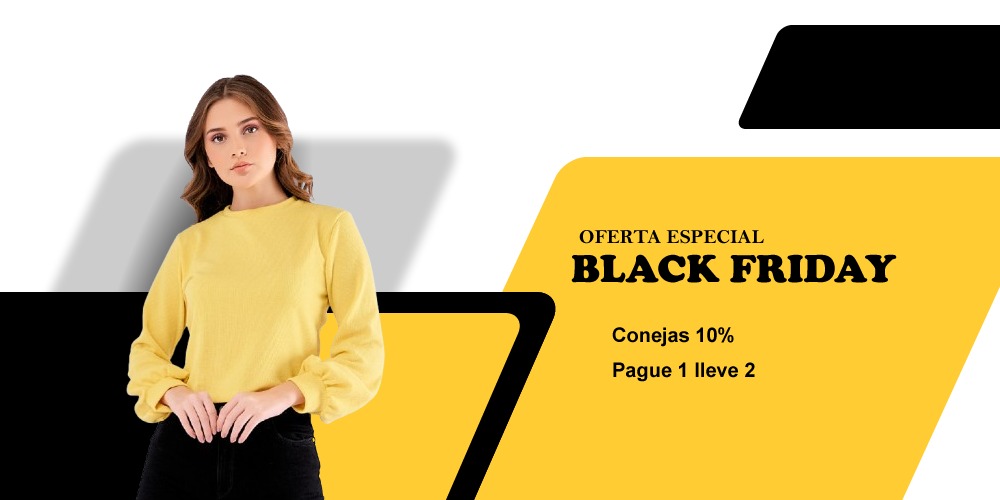 OFERTA ESPECIAL
BLACK FRIDAY
Conejas 10%
Pague 1 lleve 2